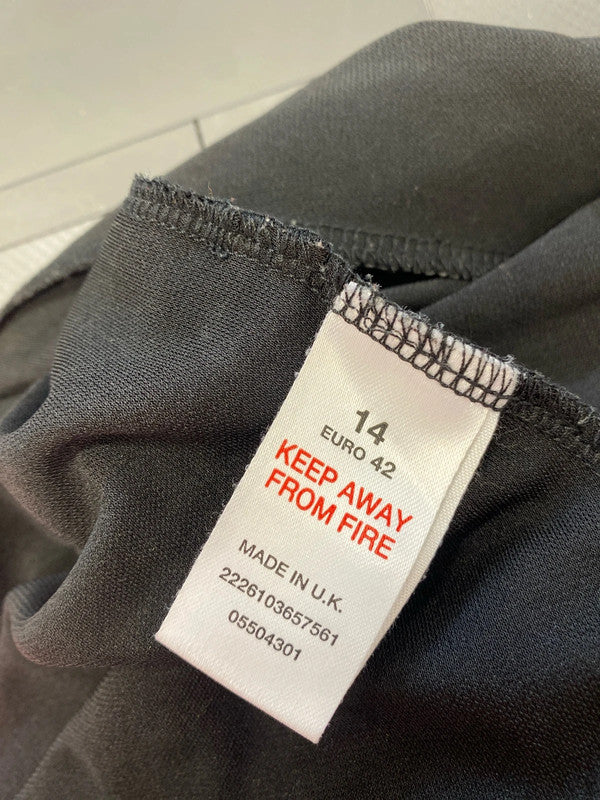 14
EURO 42
KEEP AWAY
FROM FIRE
MADE IN U.K.
2226103657561
05504301